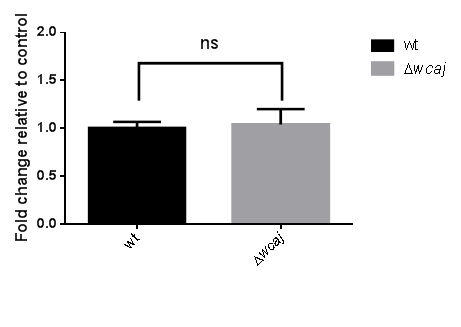 Fold change relative to control
2.0
1.5
1.0
0.5
0.0
ns
wt
Δwcaj
wt
Δwcaj